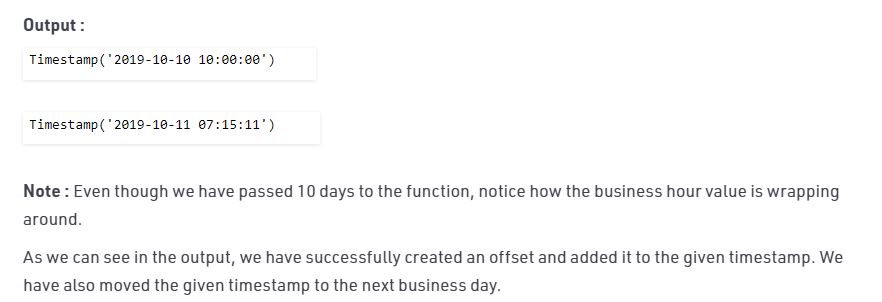 Output :
Timestamp('2019-10-10 10:00:00')
Timestamp('2019-10-11 07:15:11')
Note : Even though we have passed 10 days to the function, notice how the business hour value is wrapping
around.
As we can see in the output, we have successfully created an offset and added it to the given timestamp. We
have also moved the given timestamp to the next business day.